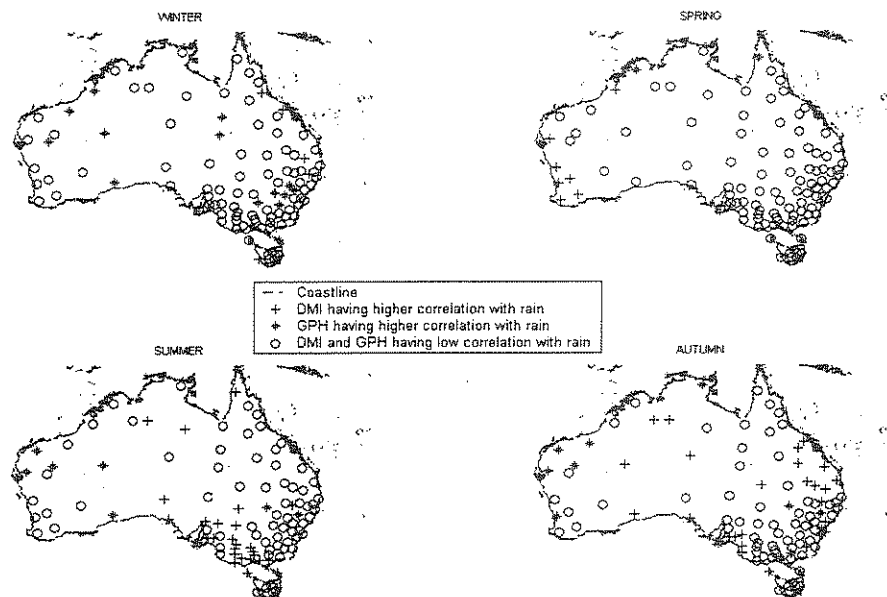 WINTER
SPRING
Coastline
DMI having higher correlation with rain
GPH having higher correlation with rain
DMI and GPH having low correlation with rain
SUMMER
AUTUMN